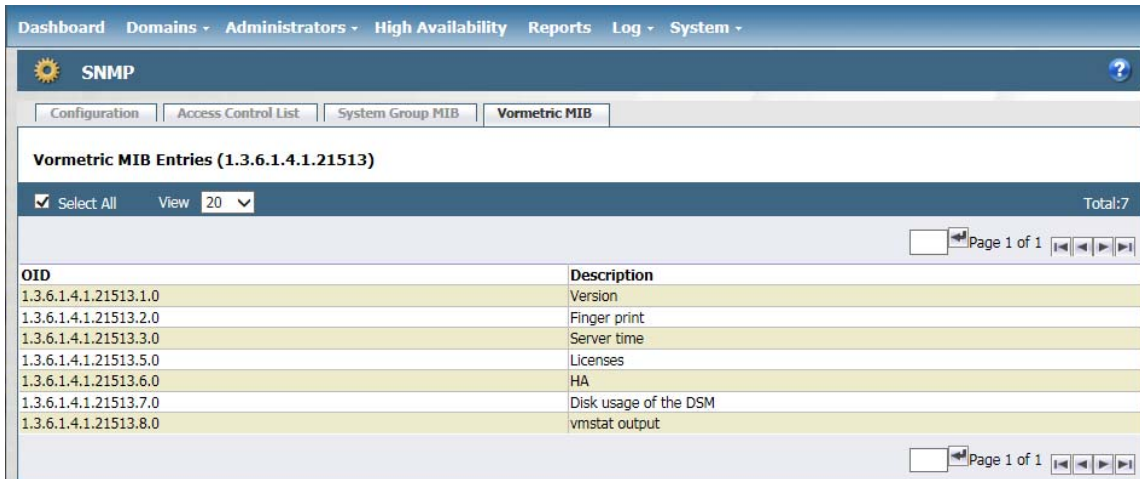 Dashboard Domains Administrators High Availability Reports Log System
SNMP ?
Configuration Access Control List System Group MIB Vormetric MIB
Vormetric MIB Entries (1.3.6.1.4.1.21513)
Select All View 20 Total:7
Page 1 of 1
OID Description
1.3.6.1.4.1.21513.1.0 Version
1.3.6.1.4.1.21513.2.0 Finger print
1.3.6.1.4.1.21513.3.0 Server time
1.3.6.1.4.1.21513.5.0 Licenses
1.3.6.1.4.1.21513.6.0 HA
1.3.6.1.4.1.21513.7.0 Disk usage of the DSM
1.3.6.1.4.1.21513.8.0 vmstat output
Page 1 of 1